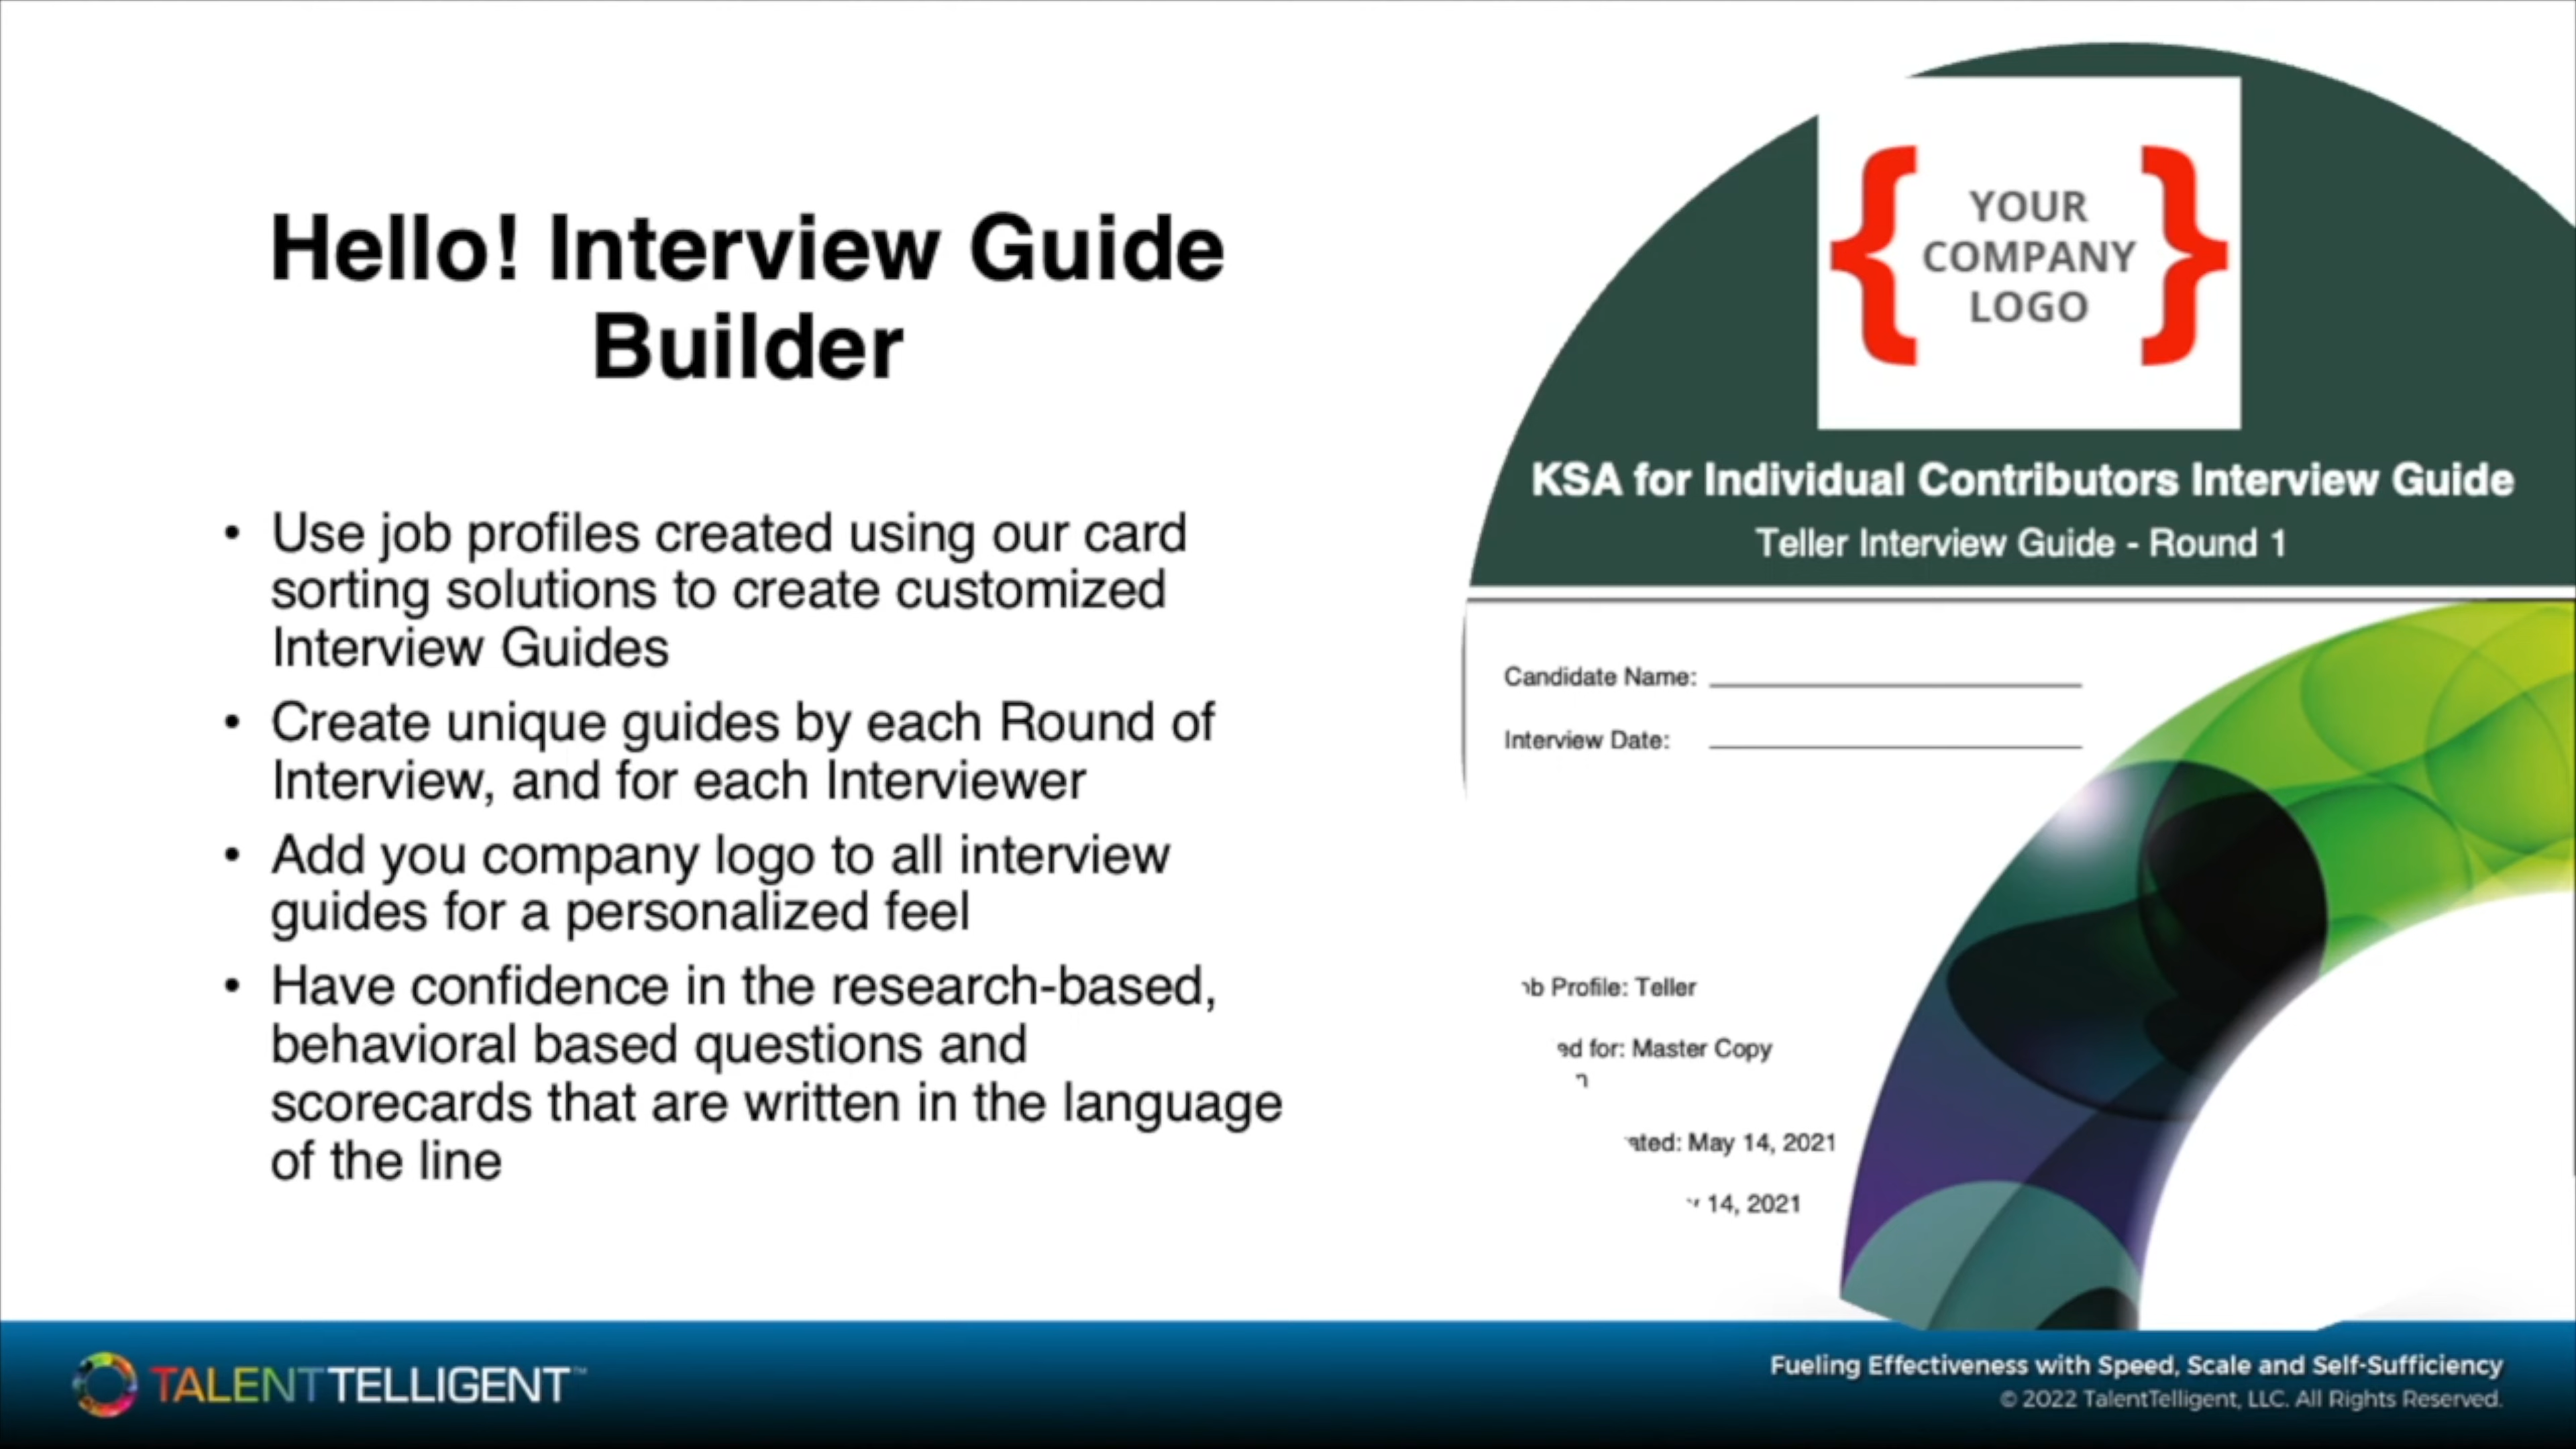 Hello! Interview Guide
Builder
• Use job profiles created using our card
sorting solutions to create customized
Interview Guides
• Create unique guides by each Round of
Interview, and for each Interviewer
• Add you company logo to all interview
guides for a personalized feel
• Have confidence in the research-based,
behavioral based questions and
scorecards that are written in the language
of the line
{ YOUR
COMPANY
LOGO }
KSA for Individual Contributors Interview Guide
Teller Interview Guide - Round 1
Candidate Name:
Interview Date:
Profile: Teller
for: Master Copy
May 14, 2021
14, 2021
TALENTTELLIGENT™
Fueling Effectiveness with Speed, Scale and Self-Sufficiency
© 2022 TalentTelligent, LLC. All Rights Reserved.